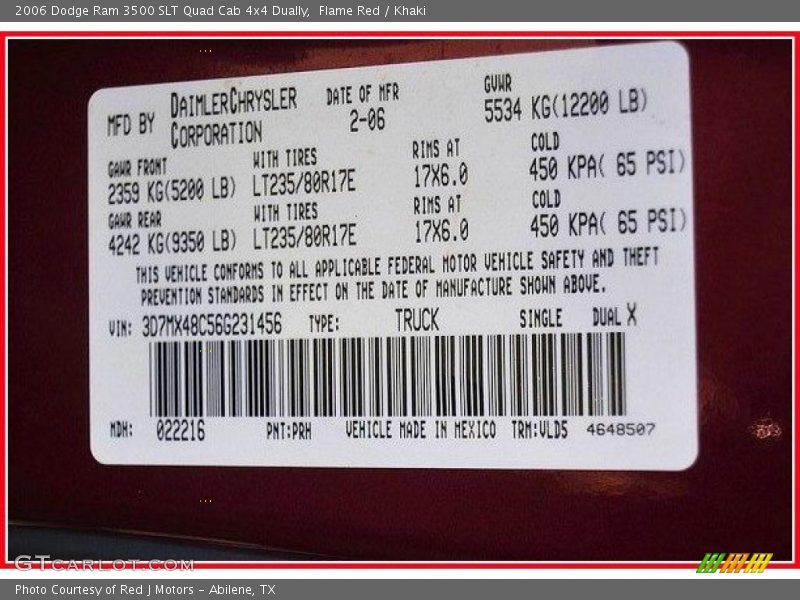 2006 Dodge Ram 3500 SLT Quad Cab 4x4 Dually, Flame Red / Khaki
MFD BY DAIMLERCHRYSLER CORPORATION DATE OF MFR 2-06 GVWR 5534 KG(12200 LB)
GAWR FRONT WITH TIRES RIMS AT COLD
2359 KG(5200 LB) LT235/80R17E 17X6.0 450 KPA( 65 PSI)
GAWR REAR WITH TIRES RIMS AT COLD
4242 KG(9350 LB) LT235/80R17E 17X6.0 450 KPA( 65 PSI)
THIS VEHICLE CONFORMS TO ALL APPLICABLE FEDERAL MOTOR VEHICLE SAFETY AND THEFT
PREVENTION STANDARDS IN EFFECT ON THE DATE OF MANUFACTURE SHOWN ABOVE.
VIN: 3D7MX48C56G231456 TYPE: TRUCK SINGLE DUAL X
MDH: 022216 PNT:PRH VEHICLE MADE IN MEXICO TRM:VLD5 4648507
GTCARLOT.COM
Photo Courtesy of Red J Motors – Abilene, TX